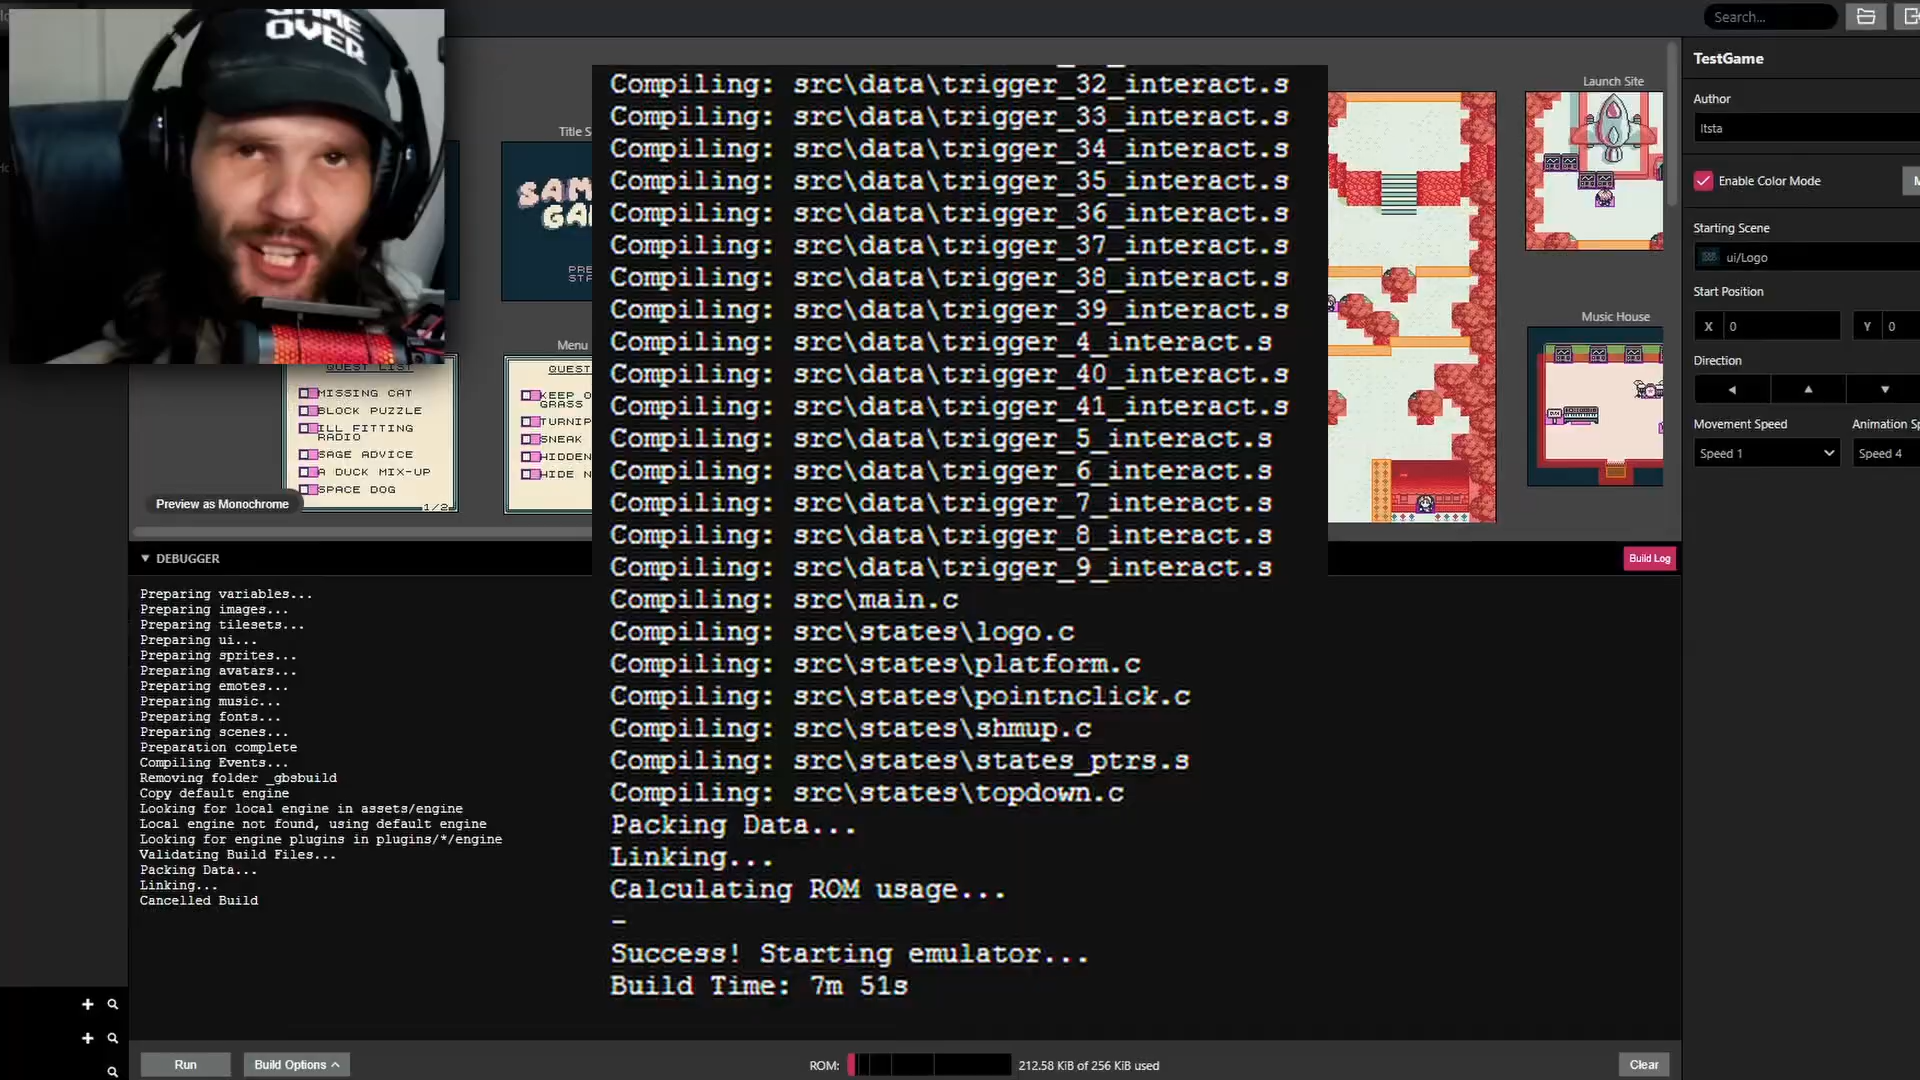 GAME
OVER
Search...
TestGame
Author
Itsta
Enable Color Mode
Starting Scene
ui/Logo
Start Position
X 0
Y 0
Direction
Movement Speed
Speed 1
Speed 4
Launch Site
Music House
Menu
QUEST LIST
MISSING CAT
BLOCK PUZZLE
ILL FITTING
RADIO
SAGE ADVICE
A DUCK MIX-UP
SPACE DOG
1/2
TURNIP
SNEAK
HIDDEN
Preview as Monochrome
Compiling: src\data\trigger_32_interact.s
Compiling: src\data\trigger_33_interact.s
Compiling: src\data\trigger_34_interact.s
Compiling: src\data\trigger_35_interact.s
Compiling: src\data\trigger_36_interact.s
Compiling: src\data\trigger_37_interact.s
Compiling: src\data\trigger_38_interact.s
Compiling: src\data\trigger_39_interact.s
Compiling: src\data\trigger_4_interact.s
Compiling: src\data\trigger_40_interact.s
Compiling: src\data\trigger_41_interact.s
Compiling: src\data\trigger_5_interact.s
Compiling: src\data\trigger_6_interact.s
Compiling: src\data\trigger_7_interact.s
Compiling: src\data\trigger_8_interact.s
Compiling: src\data\trigger_9_interact.s
Compiling: src\main.c
Compiling: src\states\logo.c
Compiling: src\states\platform.c
Compiling: src\states\pointnclick.c
Compiling: src\states\shmup.c
Compiling: src\states\states_ptrs.s
Compiling: src\states\topdown.c
Packing Data...
Linking...
Calculating ROM usage...
-
Success! Starting emulator...
Build Time: 7m 51s
DEBUGGER
Build Log
Preparing variables...
Preparing images...
Preparing tilesets...
Preparing ui...
Preparing sprites...
Preparing avatars...
Preparing emotes...
Preparing music...
Preparing fonts...
Preparing scenes...
Preparation complete
Compiling Events...
Removing folder _gbsbuild
Copy default engine
Looking for local engine in assets/engine
Local engine not found, using default engine
Looking for engine plugins in plugins/*/engine
Validating Build Files...
Packing Data...
Linking...
Cancelled Build
Run
Build Options
ROM:
212.58 KiB of 256 KiB used
Clear